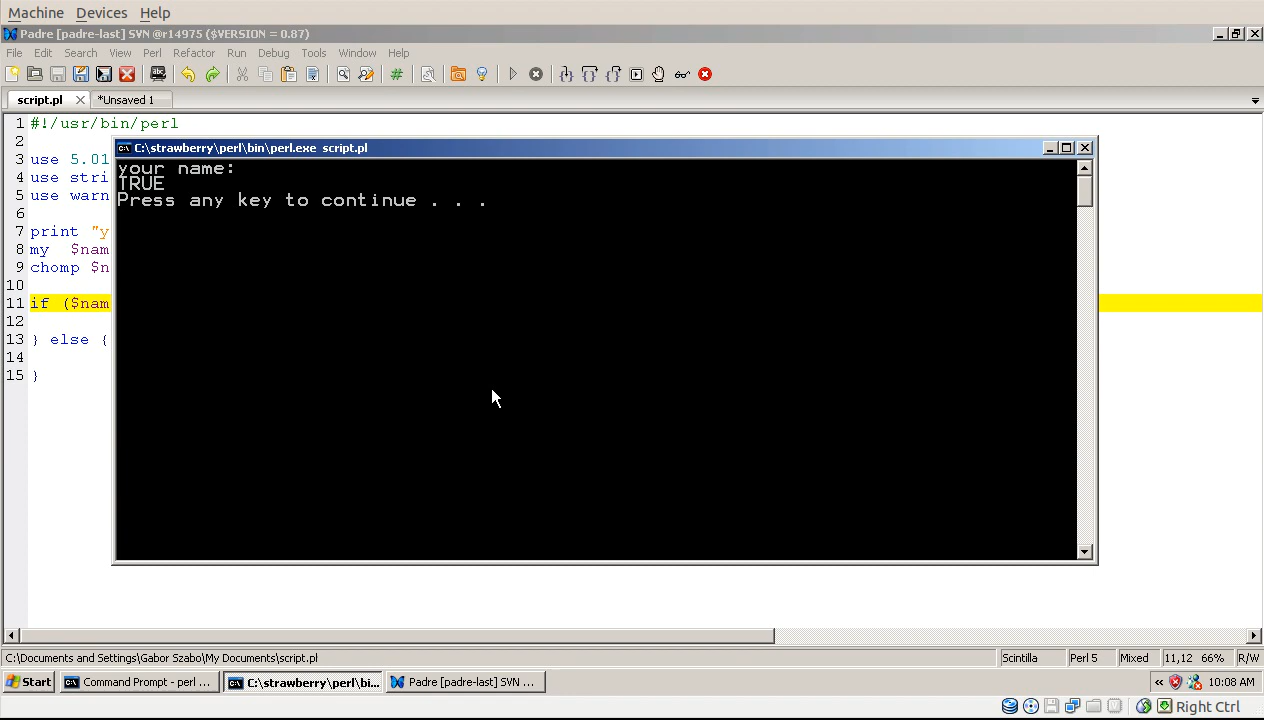 Machine Devices Help
Padre [padre-last] SVN @r14975 ($VERSION = 0.87)
File Edit Search View Perl Refactor Run Debug Tools Window Help
script.pl *Unsaved 1
1 #!/usr/bin/perl
2
3 use 5.01
4 use stri
5 use warn
6
7 print "y
8 my $nam
9 chomp $n
10
11 if ($nam
12
13 } else {
14
15 }
C:\strawberry\perl\bin\perl.exe script.pl
your name:
TRUE
Press any key to continue . . .
C:\Documents and Settings\Gabor Szabo\My Documents\script.pl Scintilla Perl 5 Mixed 11,12 66% R/W
Start Command Prompt - perl ... C:\strawberry\perl\bi... Padre [padre-last] SVN ... « 10:08 AM
Right Ctrl